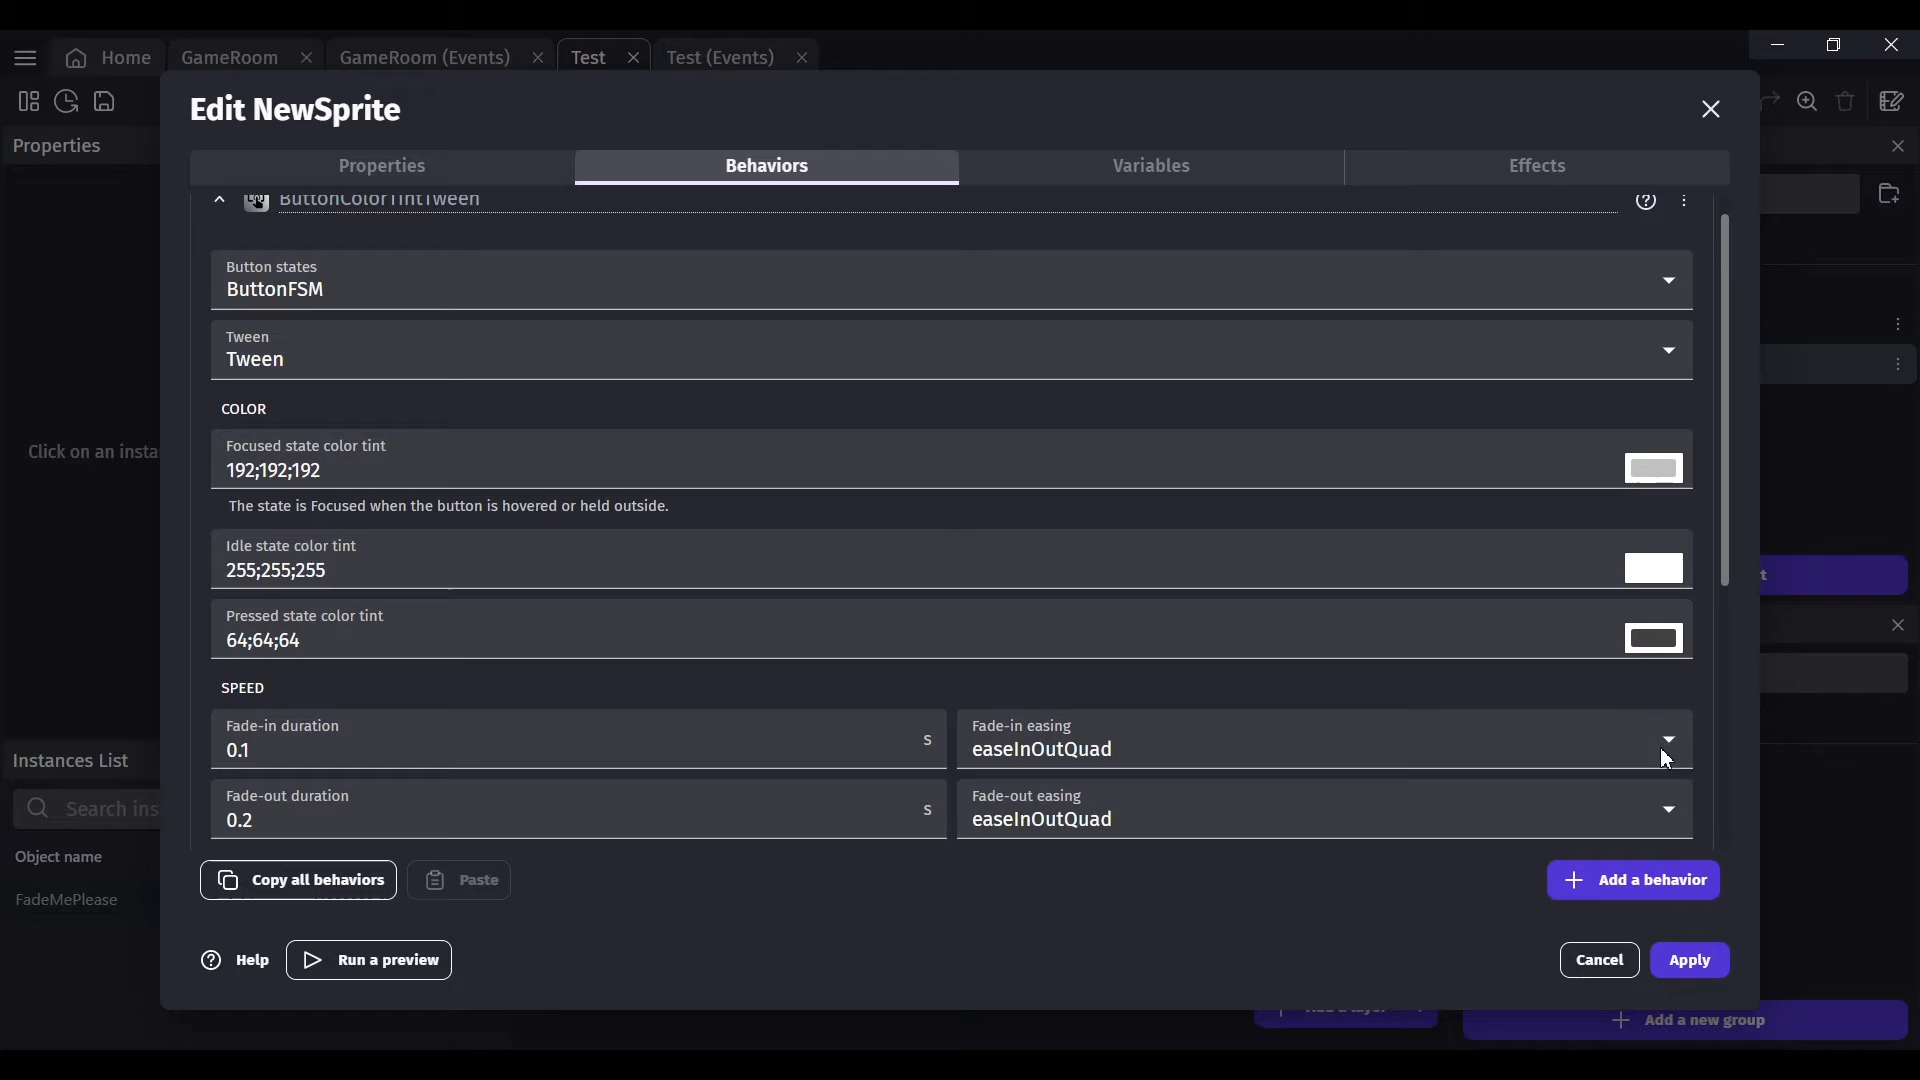 Home
GameRoom
GameRoom (Events)
Test
Test (Events)
Edit NewSprite
Properties
Properties
Behaviors
Variables
Effects
ButtonColorTintTween
Button states
ButtonFSM
Tween
Tween
COLOR
Focused state color tint
192;192;192
Click on an insta
The state is Focused when the button is hovered or held outside.
Idle state color tint
255;255;255
t
Pressed state color tint
64;64;64
SPEED
Fade-in duration
0.1
s
Fade-in easing
easeInOutQuad
Instances List
Fade-out duration
0.2
s
Fade-out easing
easeInOutQuad
Search ins
Object name
FadeMePlease
Copy all behaviors
Paste
Add a behavior
Help
Run a preview
Cancel
Apply
Add a new group